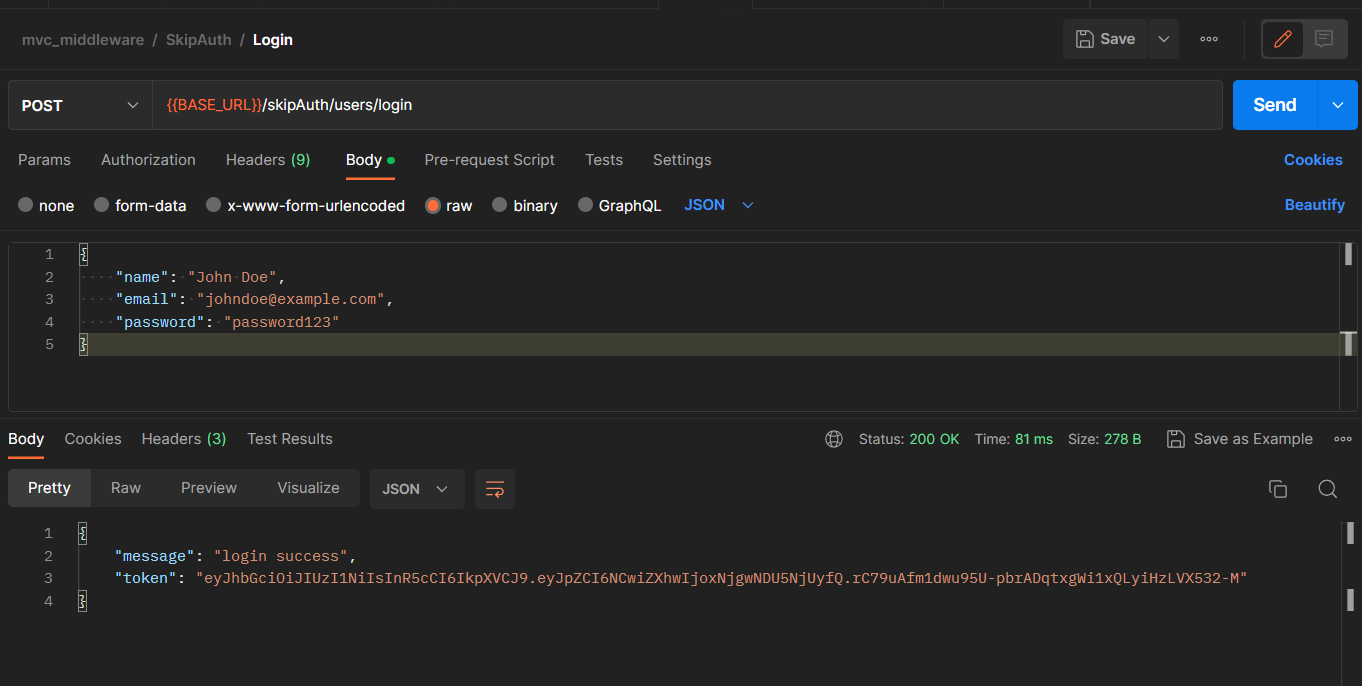 mvc_middleware / SkipAuth / Login
Save
POST
{{BASE_URL}}/skipAuth/users/login
Send
Params Authorization Headers (9) Body Pre-request Script Tests Settings Cookies
none form-data x-www-form-urlencoded raw binary GraphQL JSON Beautify
1 {
2 "name": "John Doe",
3 "email": "johndoe@example.com",
4 "password": "password123"
5 }
Body Cookies Headers (3) Test Results Status: 200 OK Time: 81 ms Size: 278 B Save as Example
Pretty Raw Preview Visualize JSON
1 {
2 "message": "login success",
3 "token": "eyJhbGciOiJIUzI1NiIsInR5cCI6IkpXVCJ9.eyJpZCI6NCwiZXhwIjoxNjgwNDU5NjUyfQ.rC79uAfm1dwu95U-pbrADqtxgWi1xQLyiHzLVX532-M"
4 }